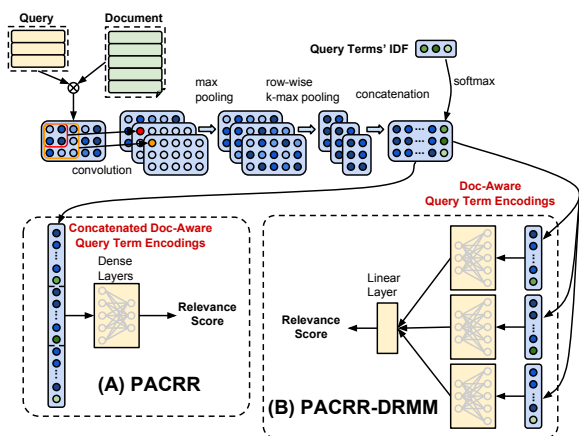 Query
Document
Query Terms' IDF
max
pooling
row-wise
k-max pooling
concatenation
softmax
convolution
Concatenated Doc-Aware
Query Term Encodings
Dense
Layers
Relevance
Score
(A) PACRR
Doc-Aware
Query Term Encodings
Linear
Layer
Relevance
Score
(B) PACRR-DRMM